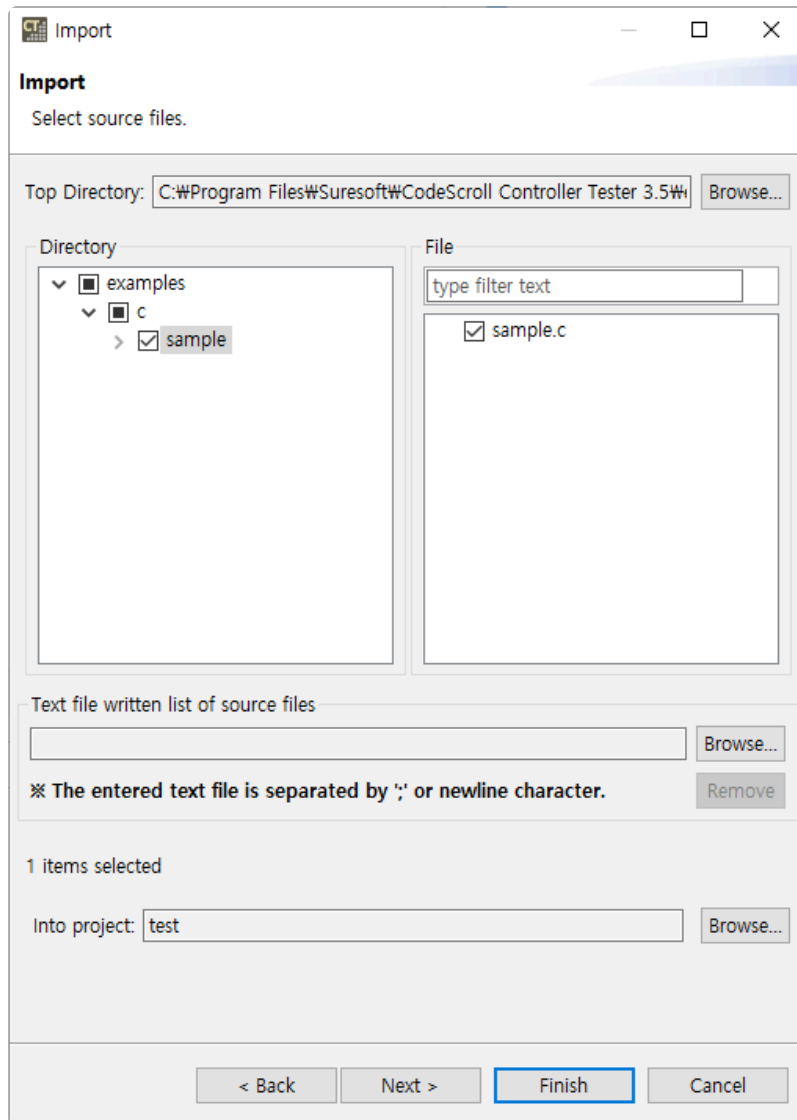 CT Import
Import
Select source files.
Top Directory: C:₩Program Files₩Suresoft₩CodeScroll Controller Tester 3.5₩ Browse...
Directory
File
examples
type filter text
c
sample.c
sample
Text file written list of source files
Browse...
※ The entered text file is separated by ';' or newline character.
Remove
1 items selected
Into project: test Browse...
< Back Next > Finish Cancel